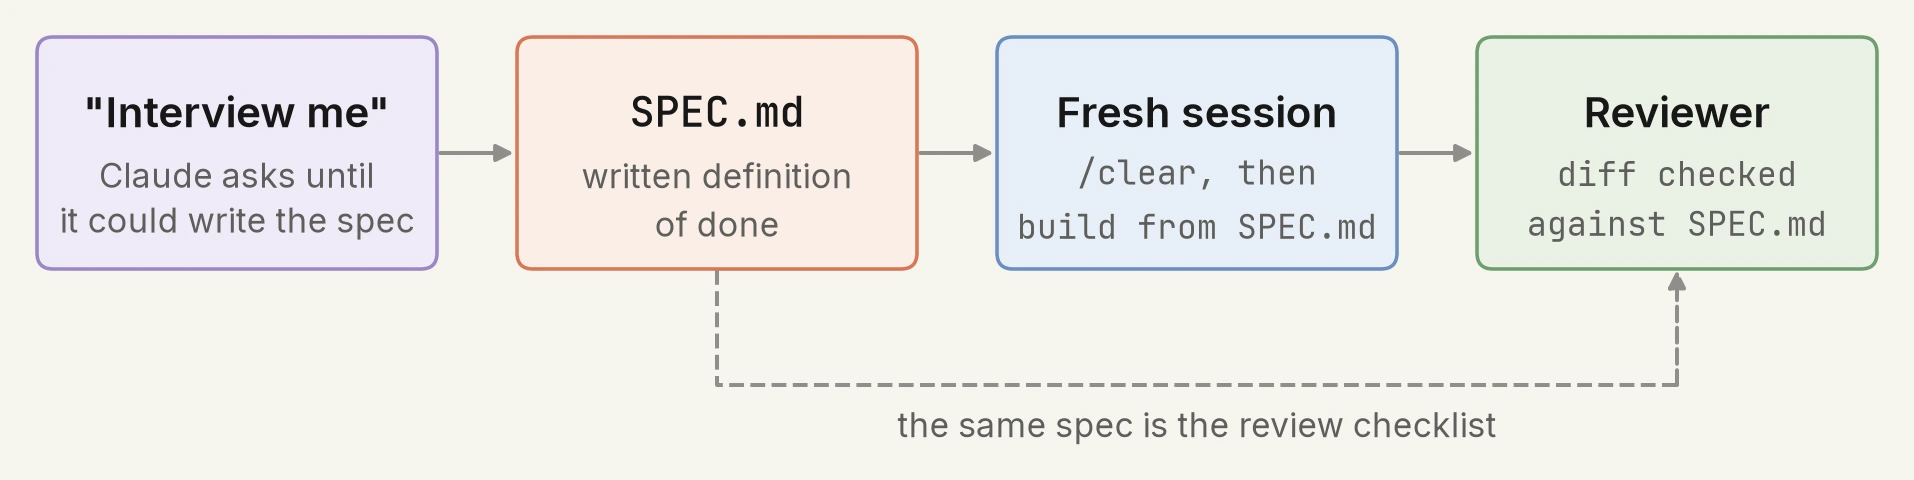 "Interview me"
Claude asks until
it could write the spec
SPEC.md
written definition
of done
Fresh session
/clear, then
build from SPEC.md
Reviewer
diff checked
against SPEC.md
the same spec is the review checklist